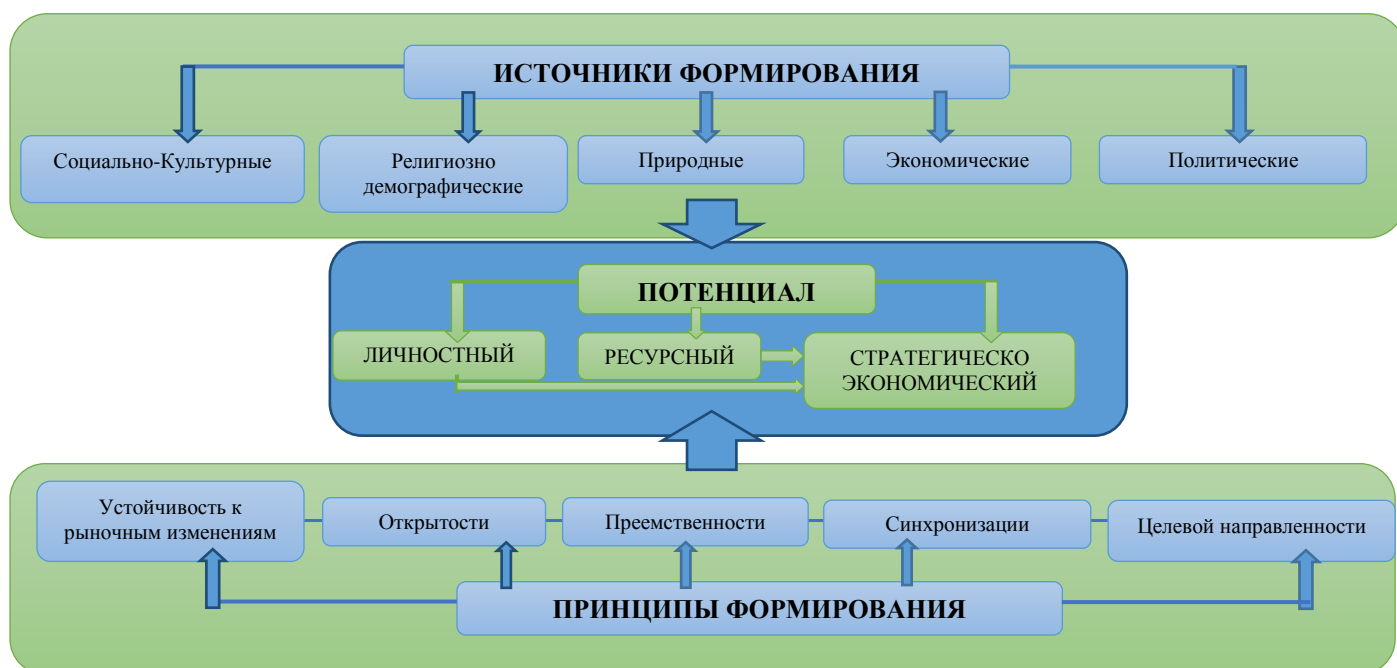 ИСТОЧНИКИ ФОРМИРОВАНИЯ
Социально-Культурные
Религиозно
демографические
Природные
Экономические
Политические
ПОТЕНЦИАЛ
ЛИЧНОСТНЫЙ
РЕСУРСНЫЙ
СТРАТЕГИЧЕСКО
ЭКОНОМИЧЕСКИЙ
Устойчивость к
рыночным изменениям
Открытости
Преемственности
Синхронизации
Целевой направленности
ПРИНЦИПЫ ФОРМИРОВАНИЯ